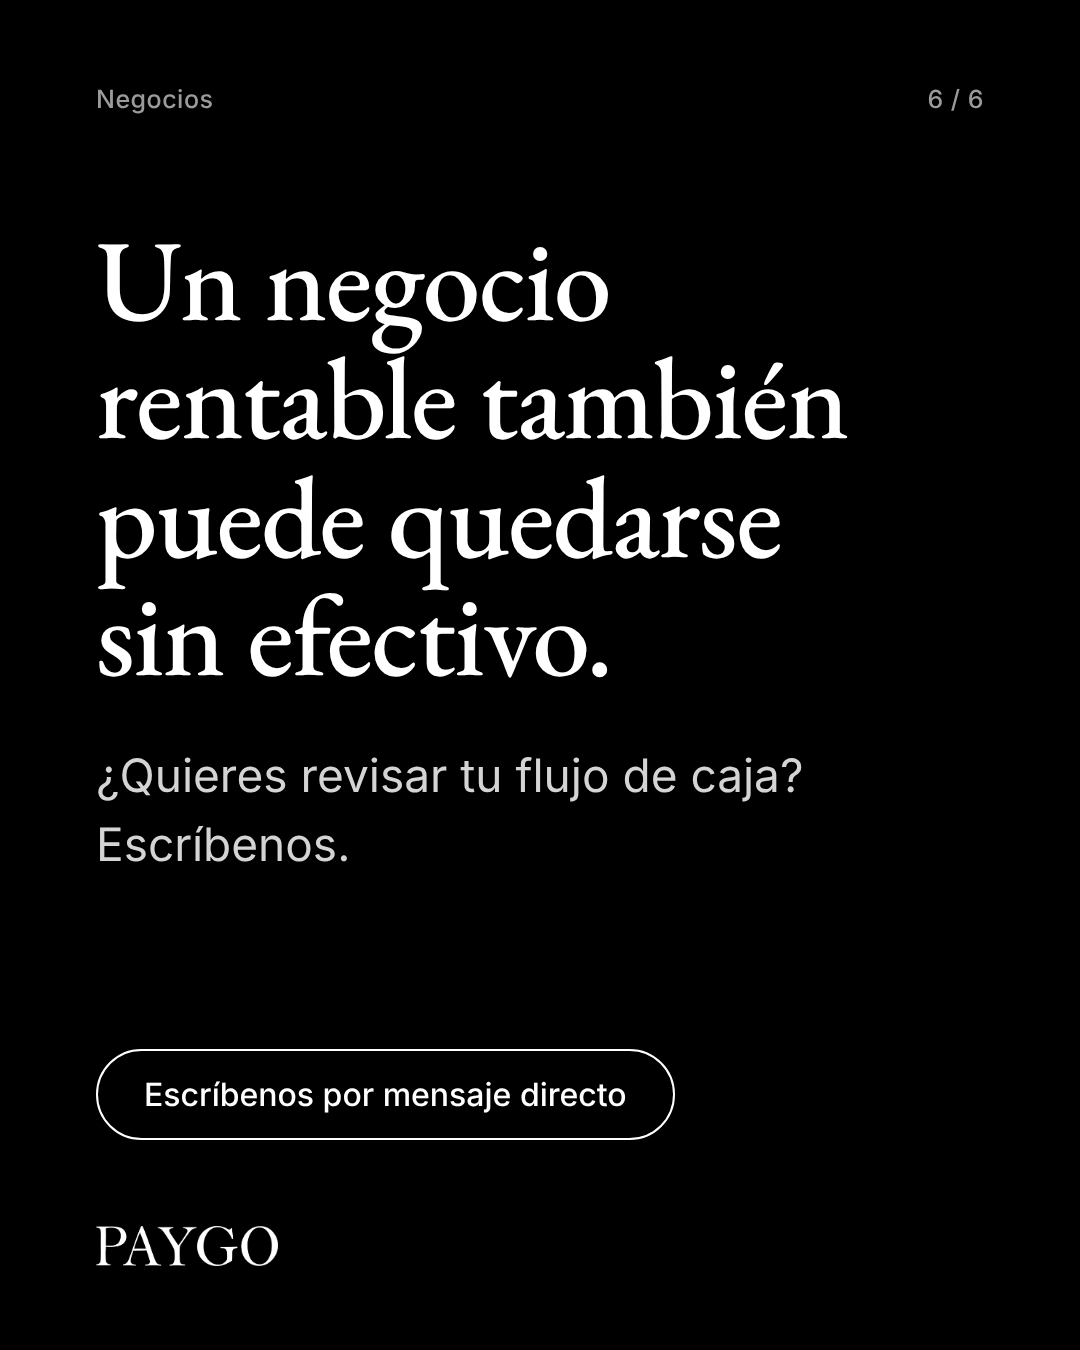 Negocios
6 / 6
Un negocio
rentable también
puede quedarse
sin efectivo.
¿Quieres revisar tu flujo de caja?
Escríbenos.
Escríbenos por mensaje directo
PAYGO